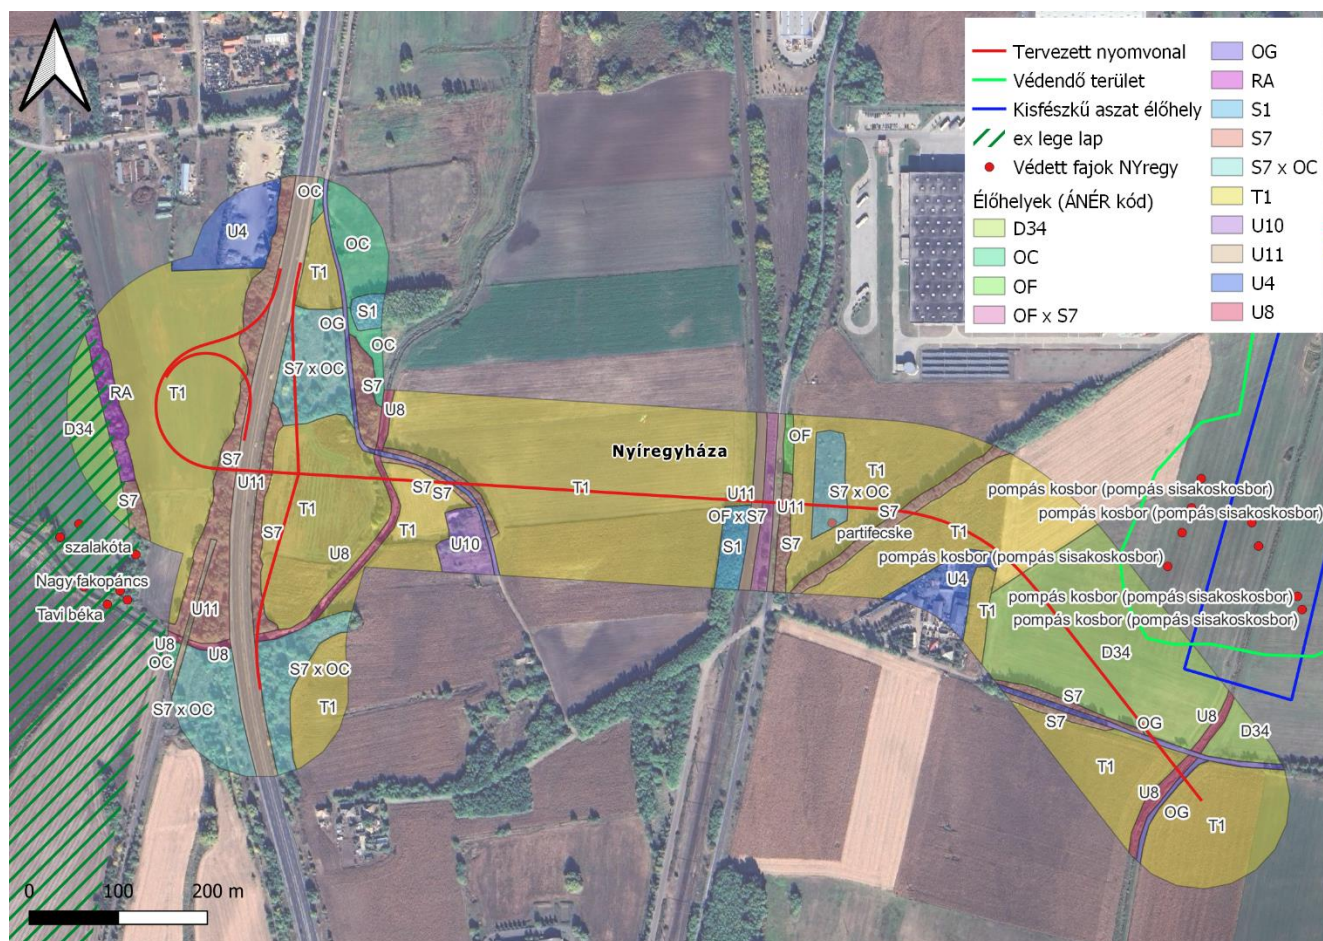 Tervezett nyomvonal
Védendő terület
Kisfészkű aszat élőhely
ex lege lap
Védett fajok NYregy
Élőhelyek (ÁNÉR kód)
D34
OC
OF
OF x S7
OG
RA
S1
S7
S7 x OC
T1
U10
U11
U4
U8
OC
U4
OC
T1
S1
OG
OC
S7 x OC
S7
RA
T1
U8
D34
OF
Nyíregyháza
S7
U11
S7
S7
T1
U11
U11
T1
S7 x OC
S7
pompás kosbor (pompás sisakoskosbor)
pompás kosbor (pompás sisakoskosbor)
S7
T1
OF x S7
T1
partifecske
S7
T1
szalakóta
U8
S1
S7
U10
pompás kosbor (pompás sisakoskosbor)
U4
Nagy fakopáncs
Tavi béka
U11
T1
pompás kosbor (pompás sisakoskosbor)
pompás kosbor (pompás sisakoskosbor)
U8
OC
U8
S7 x OC
D34
S7 x OC
T1
S7
S7
OG
U8
D34
T1
U8
OG
T1
0
100
200 m